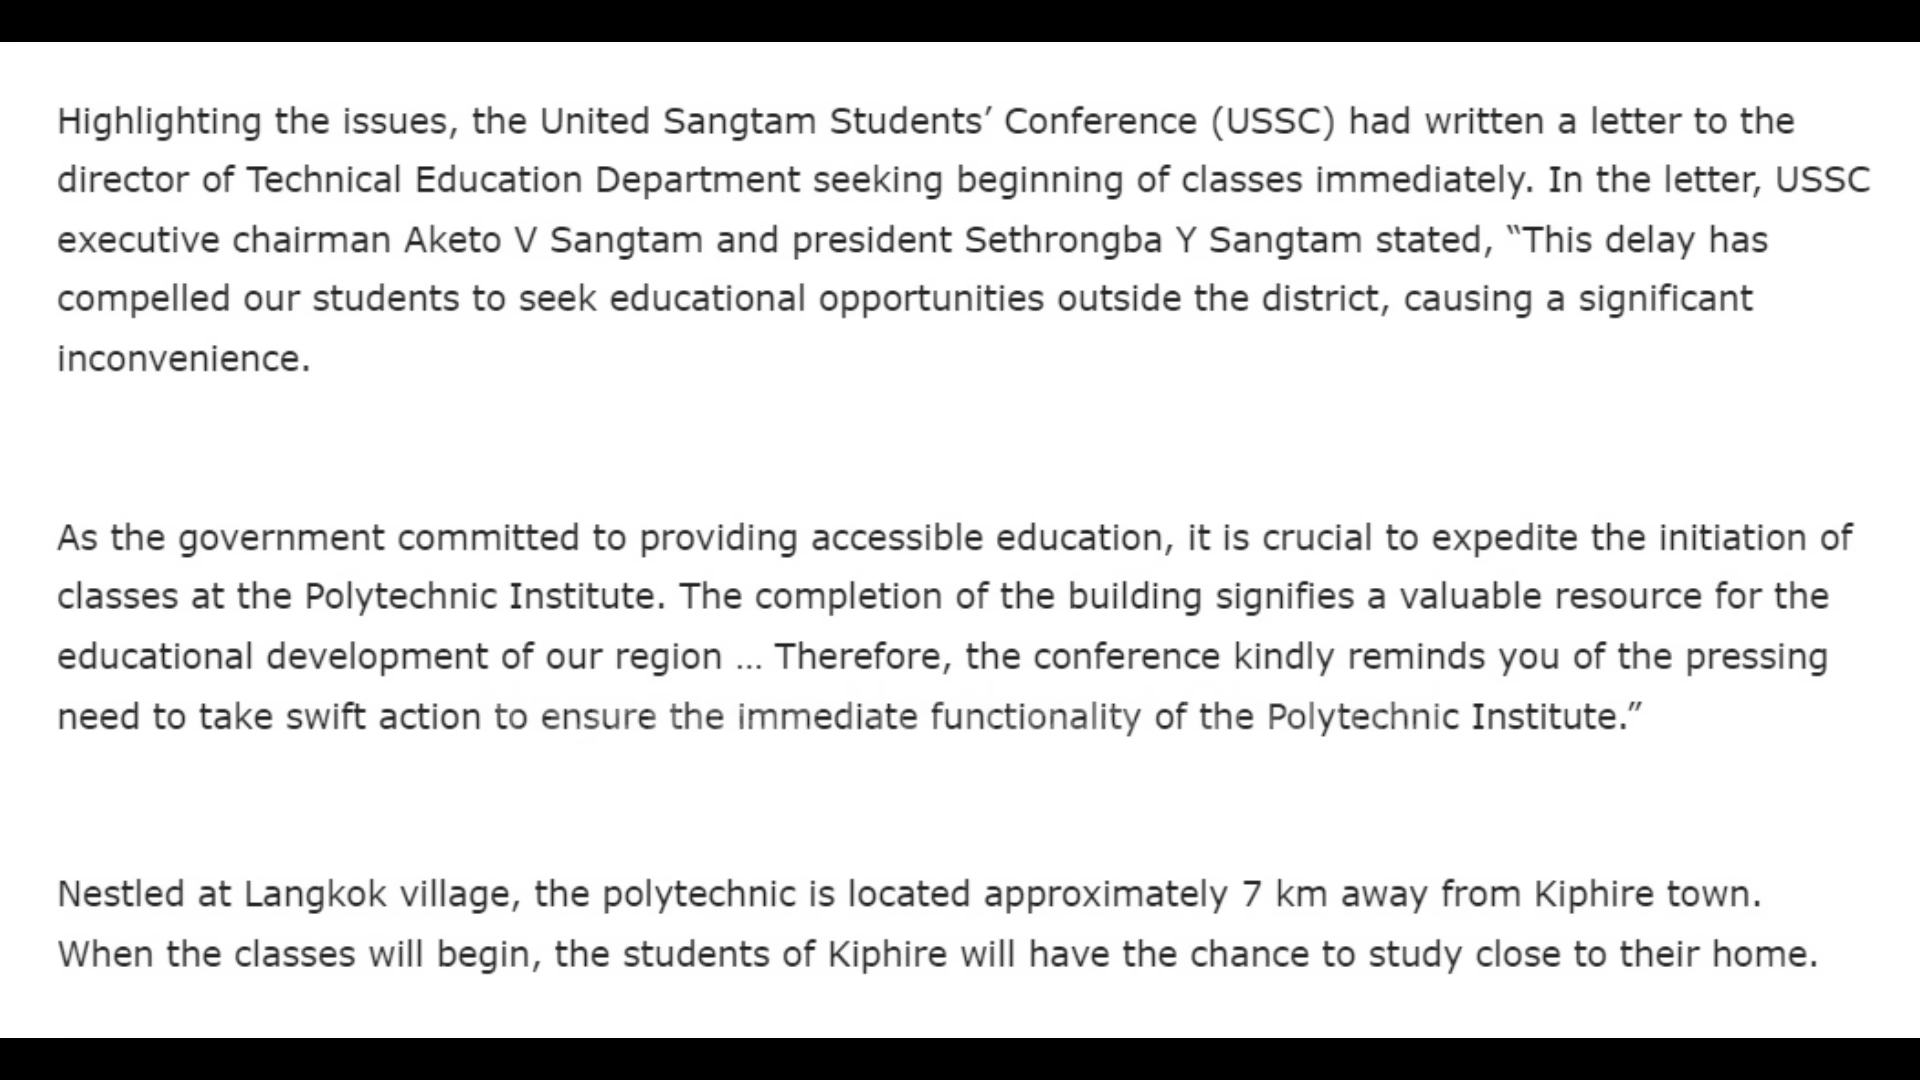 Highlighting the issues, the United Sangtam Students’ Conference (USSC) had written a letter to the
director of Technical Education Department seeking beginning of classes immediately. In the letter, USSC
executive chairman Aketo V Sangtam and president Sethrongba Y Sangtam stated, “This delay has
compelled our students to seek educational opportunities outside the district, causing a significant
inconvenience.
As the government committed to providing accessible education, it is crucial to expedite the initiation of
classes at the Polytechnic Institute. The completion of the building signifies a valuable resource for the
educational development of our region ... Therefore, the conference kindly reminds you of the pressing
need to take swift action to ensure the immediate functionality of the Polytechnic Institute.”
Nestled at Langkok village, the polytechnic is located approximately 7 km away from Kiphire town.
When the classes will begin, the students of Kiphire will have the chance to study close to their home.